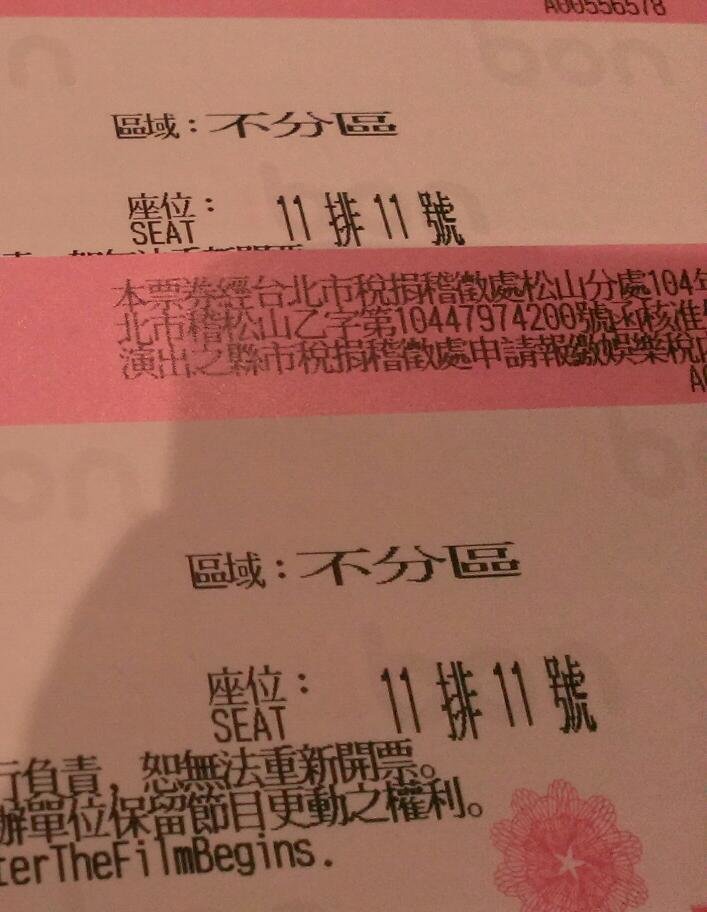 A00556578
區域：不分區
座位： 11 排 11 號
SEAT
本票券經台北市稅捐稽徵處松山分處104年
北市稽松山乙字第10447974200號函核准
演出之縣市稅捐稽徵處申請報繳娛樂稅
區域：不分區
座位： 11 排 11 號
SEAT
行負責，恕無法重新開票。
辦單位保留節目更動之權利。
terTheFilmBegins.